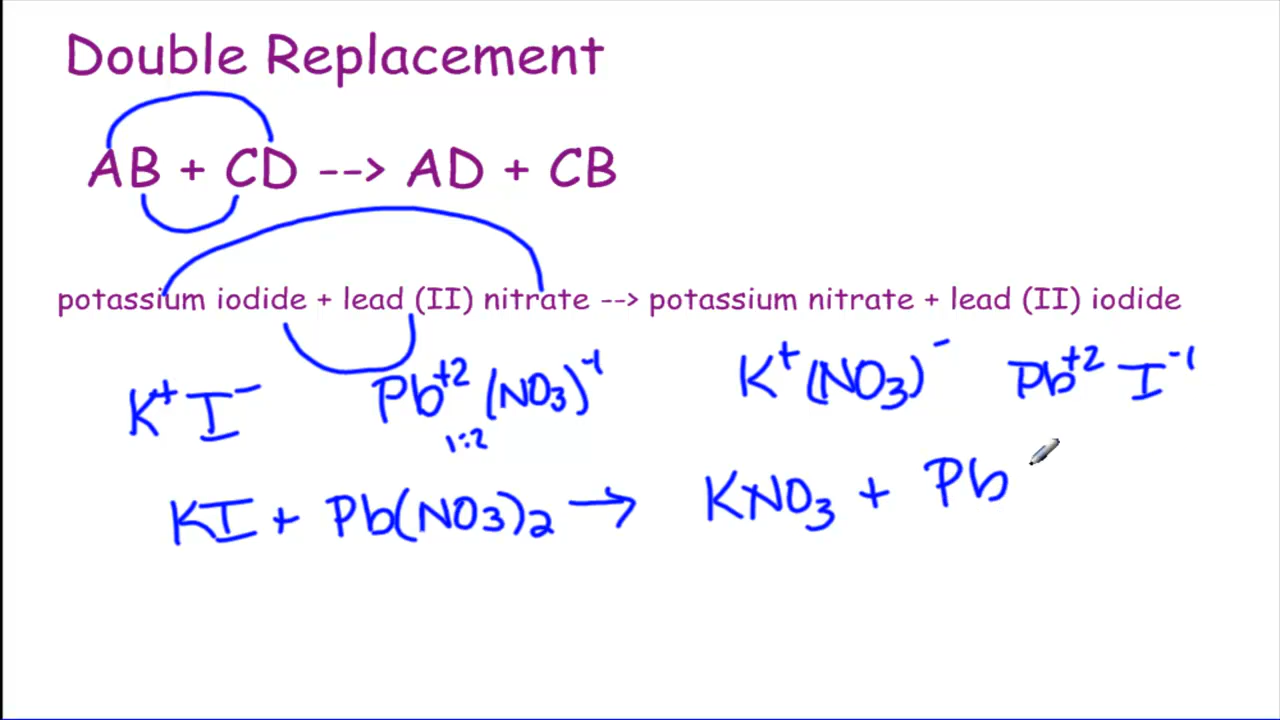 Double Replacement
AB + CD --> AD + CB
potassium iodide + lead (II) nitrate --> potassium nitrate + lead (II) iodide
K⁺ I⁻ Pb⁺² (NO₃)⁻¹ K⁺ (NO₃)⁻ Pb⁺² I⁻¹
1:2
KI + Pb(NO₃)₂ → KNO₃ + Pb